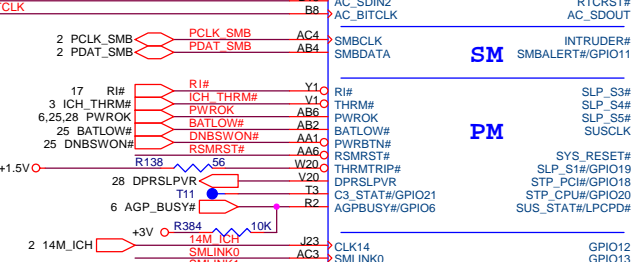 TCLK B8 AC_SDIN2 RTCRST#
AC_BITCLK AC_SDOUT
2 PCLK_SMB PCLK_SMB AC4 SMBCLK INTRUDER#
2 PDAT_SMB PDAT_SMB AB4 SMBDATA SM SMBALERT#/GPIO11
17 RI# RI# Y1 RI# SLP_S3#
3 ICH_THRM# ICH_THRM# V1 THRM# SLP_S4#
6,25,28 PWROK PWROK AB6 PWROK SLP_S5#
25 BATLOW# BATLOW# AB2 BATLOW# PM SUSCLK
25 DNBSWON# DNBSWON# AA1 PWRBTN#
RSMRST# AA6 RSMRST# SYS_RESET#
+1.5V R138 56 W20 THRMTRIP# SLP_S1#/GPIO19
28 DPRSLPVR V20 DPRSLPVR STP_PCI#/GPIO18
T11 T3 C3_STAT#/GPIO21 STP_CPU#/GPIO20
6 AGP_BUSY# R2 AGPBUSY#/GPIO6 SUS_STAT#/LPCPD#
+3V R384 10K
2 14M_ICH 14M_ICH J23 CLK14 GPIO12
SMLINK0 AC3 SMLINK0 GPIO13